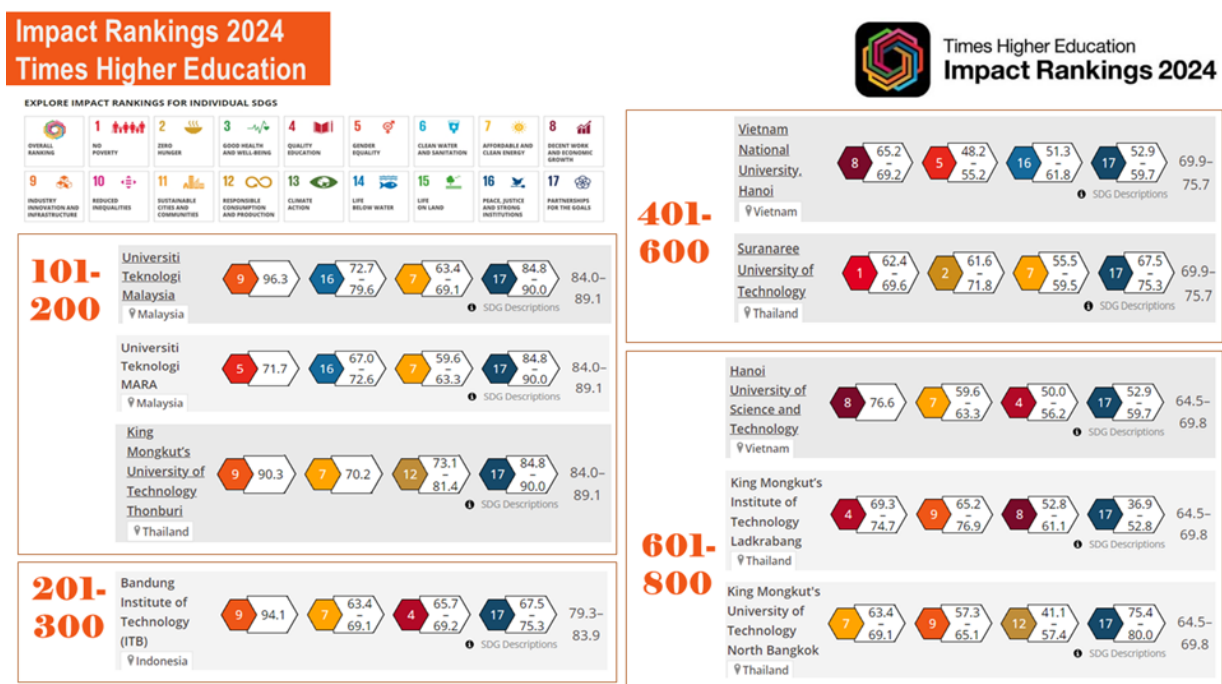 Impact Rankings 2024
Times Higher Education
Times Higher Education
Impact Rankings 2024
EXPLORE IMPACT RANKINGS FOR INDIVIDUAL SDGS
OVERALL
RANKING
1
NO
POVERTY
2
ZERO
HUNGER
3
GOOD HEALTH
AND WELL-BEING
4
QUALITY
EDUCATION
5
GENDER
EQUALITY
6
CLEAN WATER
AND SANITATION
7
AFFORDABLE AND
CLEAN ENERGY
8
DECENT WORK
AND ECONOMIC
GROWTH
9
INDUSTRY
INNOVATION AND
INFRASTRUCTURE
10
REDUCED
INEQUALITIES
11
SUSTAINABLE
CITIES AND
COMMUNITIES
12
RESPONSIBLE
CONSUMPTION
AND PRODUCTION
13
CLIMATE
ACTION
14
LIFE
BELOW WATER
15
LIFE
ON LAND
16
PEACE, JUSTICE
AND STRONG
INSTITUTIONS
17
PARTNERSHIPS
FOR THE GOALS
101-
200
Universiti
Teknologi
Malaysia
Malaysia
9 96.3
16 72.7
–
79.6
7 63.4
–
69.1
17 84.8
–
90.0
SDG Descriptions
84.0–
89.1
Universiti
Teknologi
MARA
Malaysia
5 71.7
16 67.0
–
72.6
7 59.6
–
63.3
17 84.8
–
90.0
SDG Descriptions
84.0–
89.1
King
Mongkut's
University of
Technology
Thonburi
Thailand
9 90.3
7 70.2
12 73.1
–
81.4
17 84.8
–
90.0
SDG Descriptions
84.0–
89.1
201-
300
Bandung
Institute of
Technology
(ITB)
Indonesia
9 94.1
7 63.4
–
69.1
4 65.7
–
69.2
17 67.5
–
75.3
SDG Descriptions
79.3–
83.9
401-
600
Vietnam
National
University,
Hanoi
Vietnam
8 65.2
–
69.2
5 48.2
–
55.2
16 51.3
–
61.8
17 52.9
–
59.7
SDG Descriptions
69.9–
75.7
Suranaree
University of
Technology
Thailand
1 62.4
–
69.6
2 61.6
–
71.8
7 55.5
–
59.5
17 67.5
–
75.3
SDG Descriptions
69.9–
75.7
601-
800
Hanoi
University of
Science and
Technology
Vietnam
8 76.6
7 59.6
–
63.3
4 50.0
–
56.2
17 52.9
–
59.7
SDG Descriptions
64.5–
69.8
King Mongkut's
Institute of
Technology
Ladkrabang
Thailand
4 69.3
–
74.7
9 65.2
–
76.9
8 52.8
–
61.1
17 36.9
–
52.8
SDG Descriptions
64.5–
69.8
King Mongkut's
University of
Technology
North Bangkok
Thailand
7 63.4
–
69.1
9 57.3
–
65.1
12 41.1
–
57.4
17 75.4
–
80.0
SDG Descriptions
64.5–
69.8